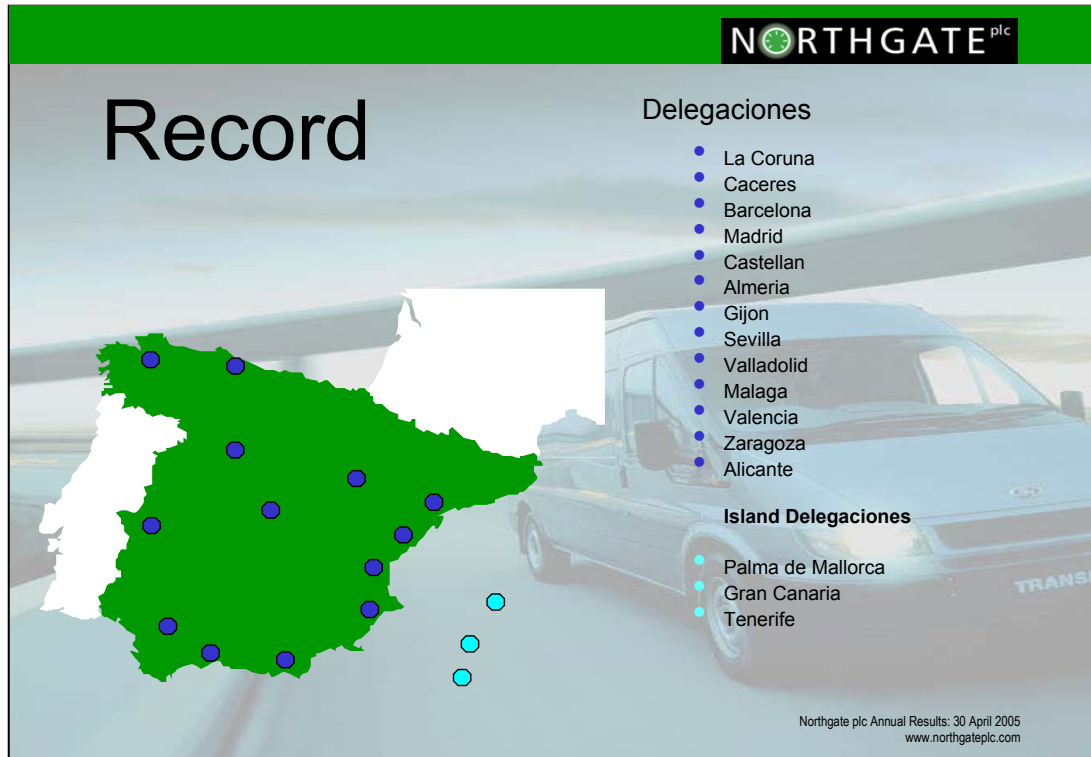 NORTHGATE plc
Record
Delegaciones
La Coruna
Caceres
Barcelona
Madrid
Castellan
Almeria
Gijon
Sevilla
Valladolid
Malaga
Valencia
Zaragoza
Alicante
Island Delegaciones
Palma de Mallorca
Gran Canaria
Tenerife
Northgate plc Annual Results: 30 April 2005
www.northgateplc.com